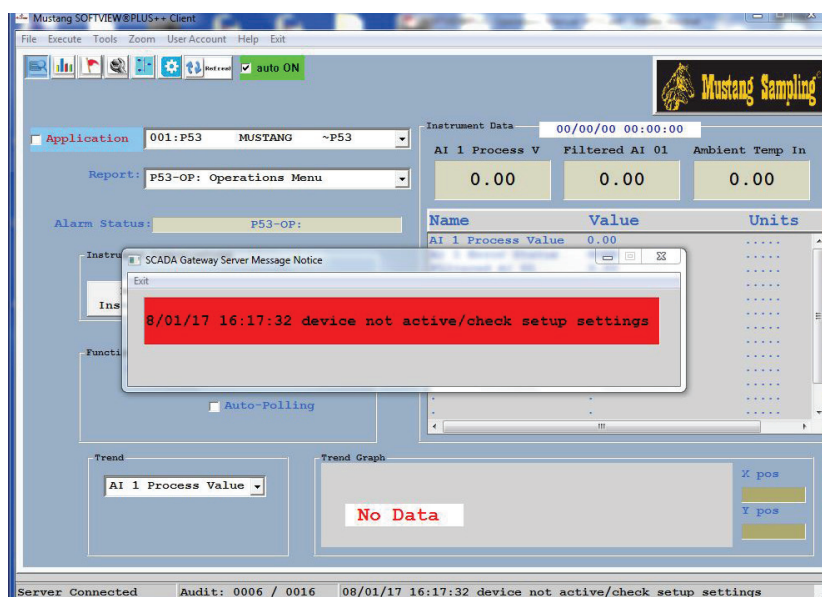 Mustang SOFTVIEW®PLUS++ Client
File Execute Tools Zoom User Account Help Exit
auto ON
Mustang Sampling
Application 001:P53 MUSTANG ~P53
Report: P53-OP: Operations Menu
Alarm Status: P53-OP:
Instrument Data 00/00/00 00:00:00
AI 1 Process V Filtered AI 01 Ambient Temp In
0.00 0.00 0.00
Name Value Units
AI 1 Process Value 0.00 .....
.....
.....
.....
.....
.....
.....
.....
.....
.....
. . .....
. . .....
Instru
Ins
Functi
SCADA Gateway Server Message Notice
Exit
8/01/17 16:17:32 device not active/check setup settings
Auto-Polling
Trend
AI 1 Process Value
Trend Graph
No Data
X pos
Y pos
Server Connected Audit: 0006 / 0016 08/01/17 16:17:32 device not active/check setup settings